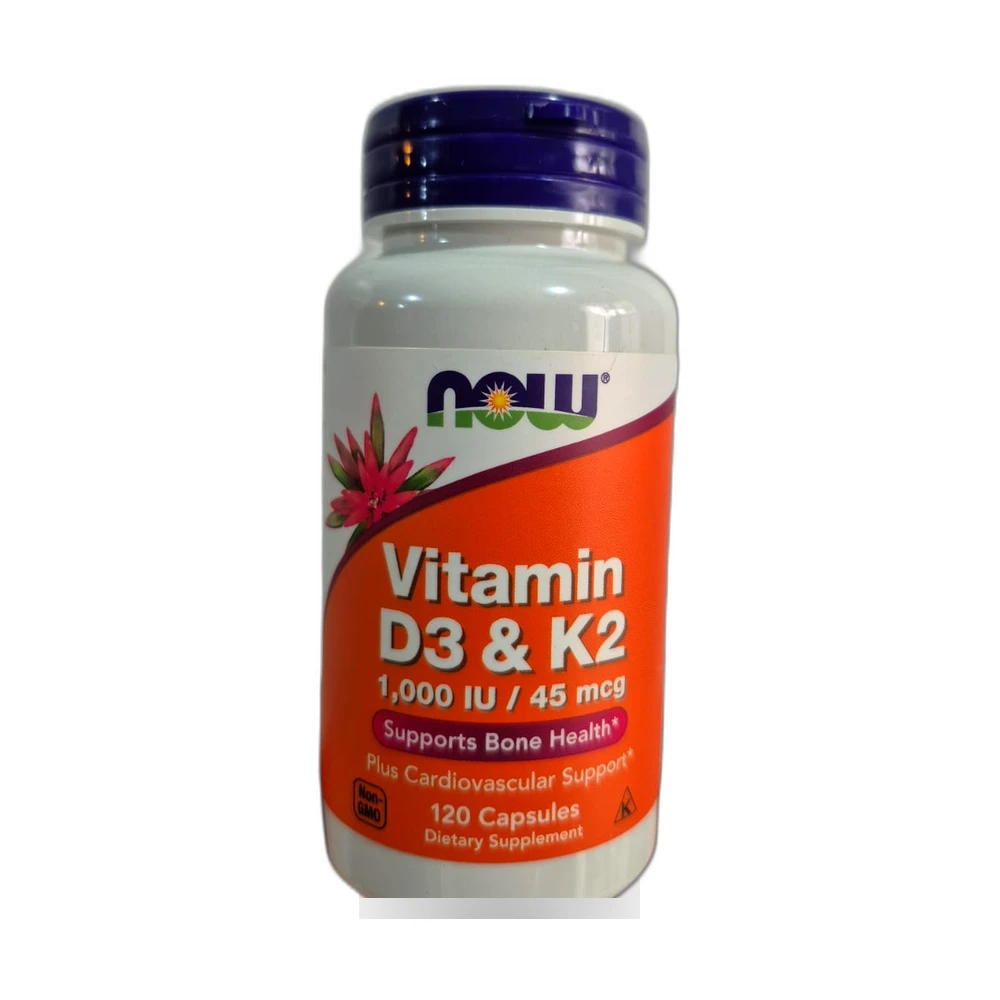 now®
Vitamin
D3 & K2
1,000 IU / 45 mcg
Supports Bone Health*
Plus Cardiovascular Support*
Non-
GMO
120 Capsules
K
Dietary Supplement